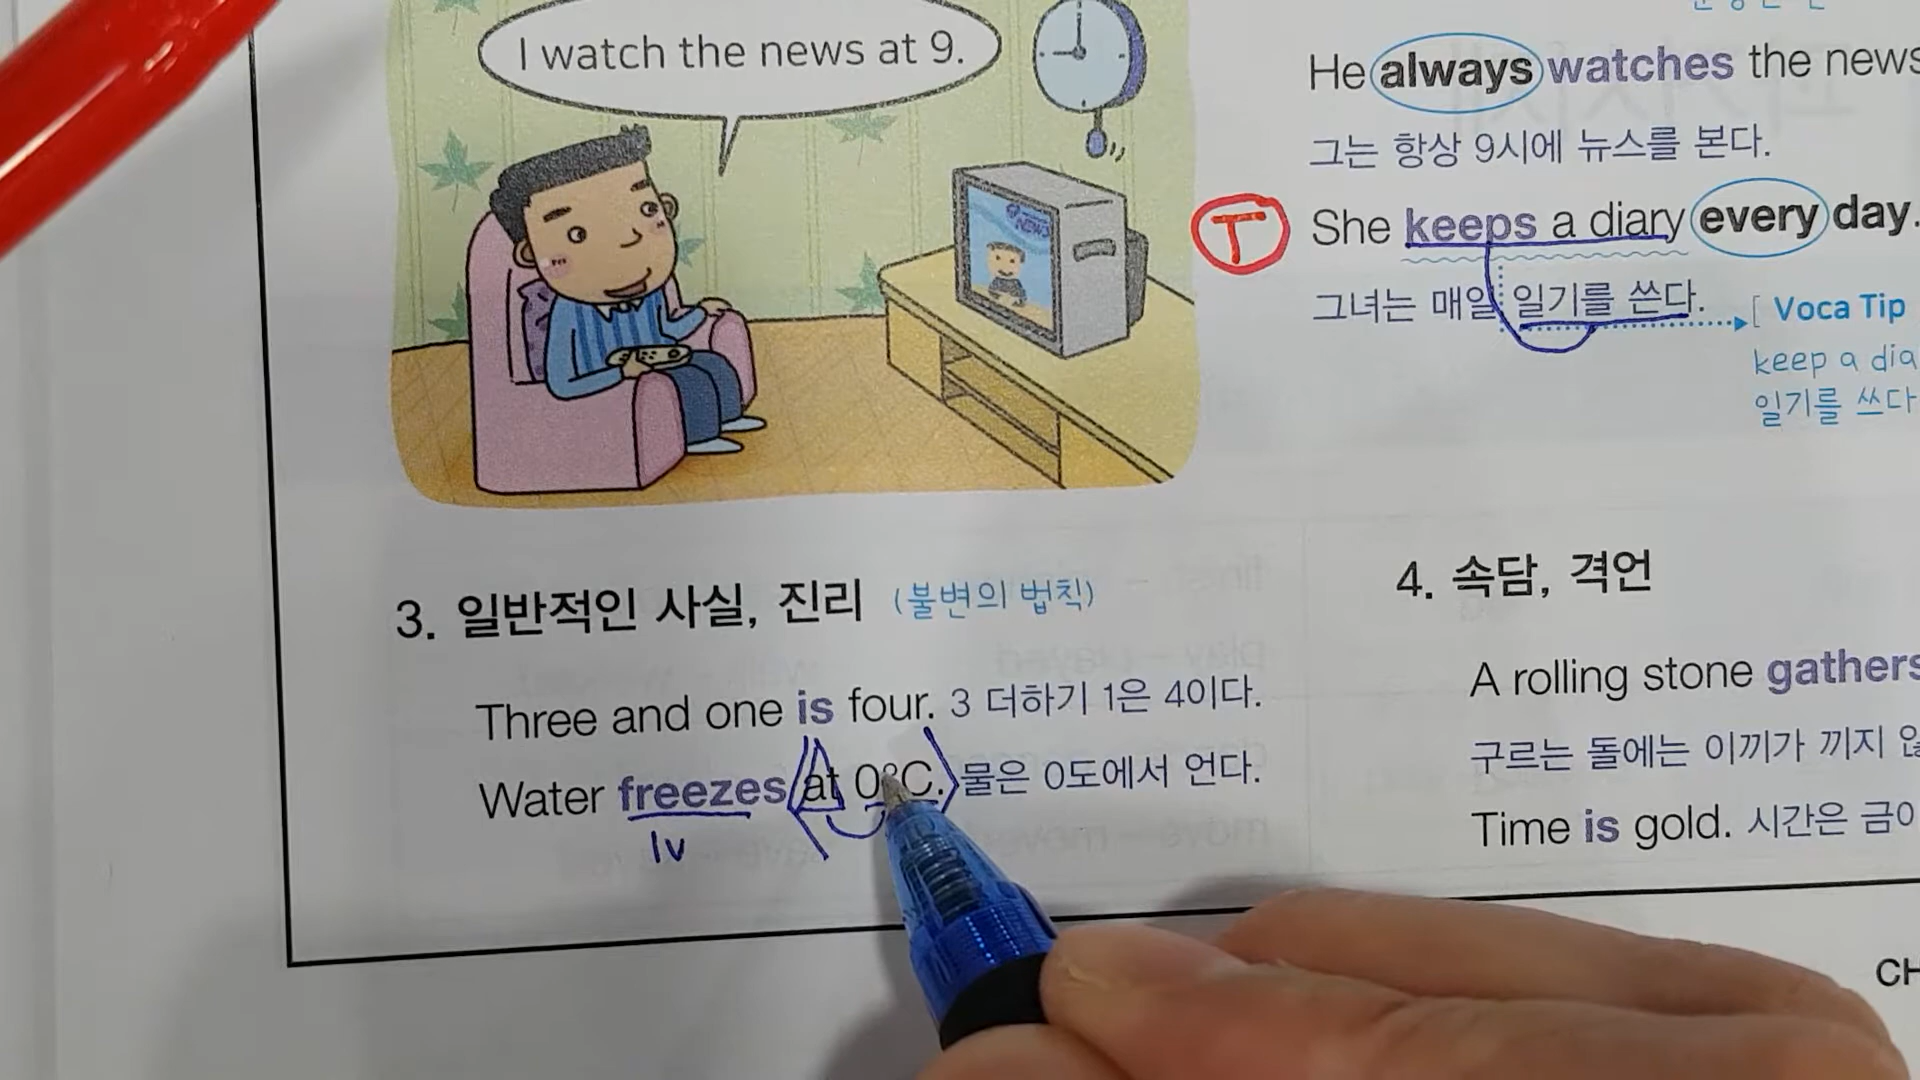 I watch the news at 9.
NEWS
He always watches the news
그는 항상 9시에 뉴스를 본다.
T She keeps a diary every day.
그녀는 매일 일기를 쓴다.
[ Voca Tip
keep a dia
일기를 쓰다
3. 일반적인 사실, 진리 (불변의 법칙)
Three and one is four. 3 더하기 1은 4이다.
Water freezes at 0°C. 물은 0도에서 언다.
1v
4. 속담, 격언
A rolling stone gathers
구르는 돌에는 이끼가 끼지
Time is gold. 시간은 금이
CH